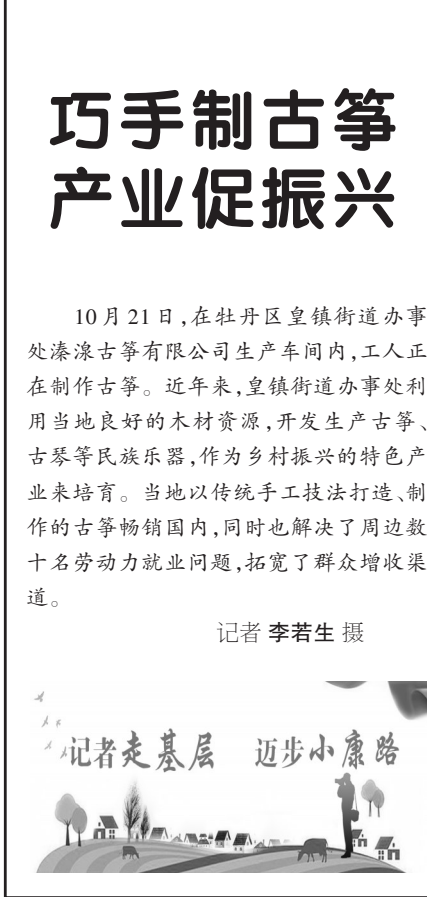 巧手制古筝
产业促振兴
10月21日,在牡丹区皇镇街道办事
处溱湶古筝有限公司生产车间内,工人正
在制作古筝。近年来,皇镇街道办事处利
用当地良好的木材资源,开发生产古筝、
古琴等民族乐器,作为乡村振兴的特色产
业来培育。当地以传统手工技法打造、制
作的古筝畅销国内,同时也解决了周边数
十名劳动力就业问题,拓宽了群众增收渠
道。
记者 李若生 摄
记者走基层 迈步小康路